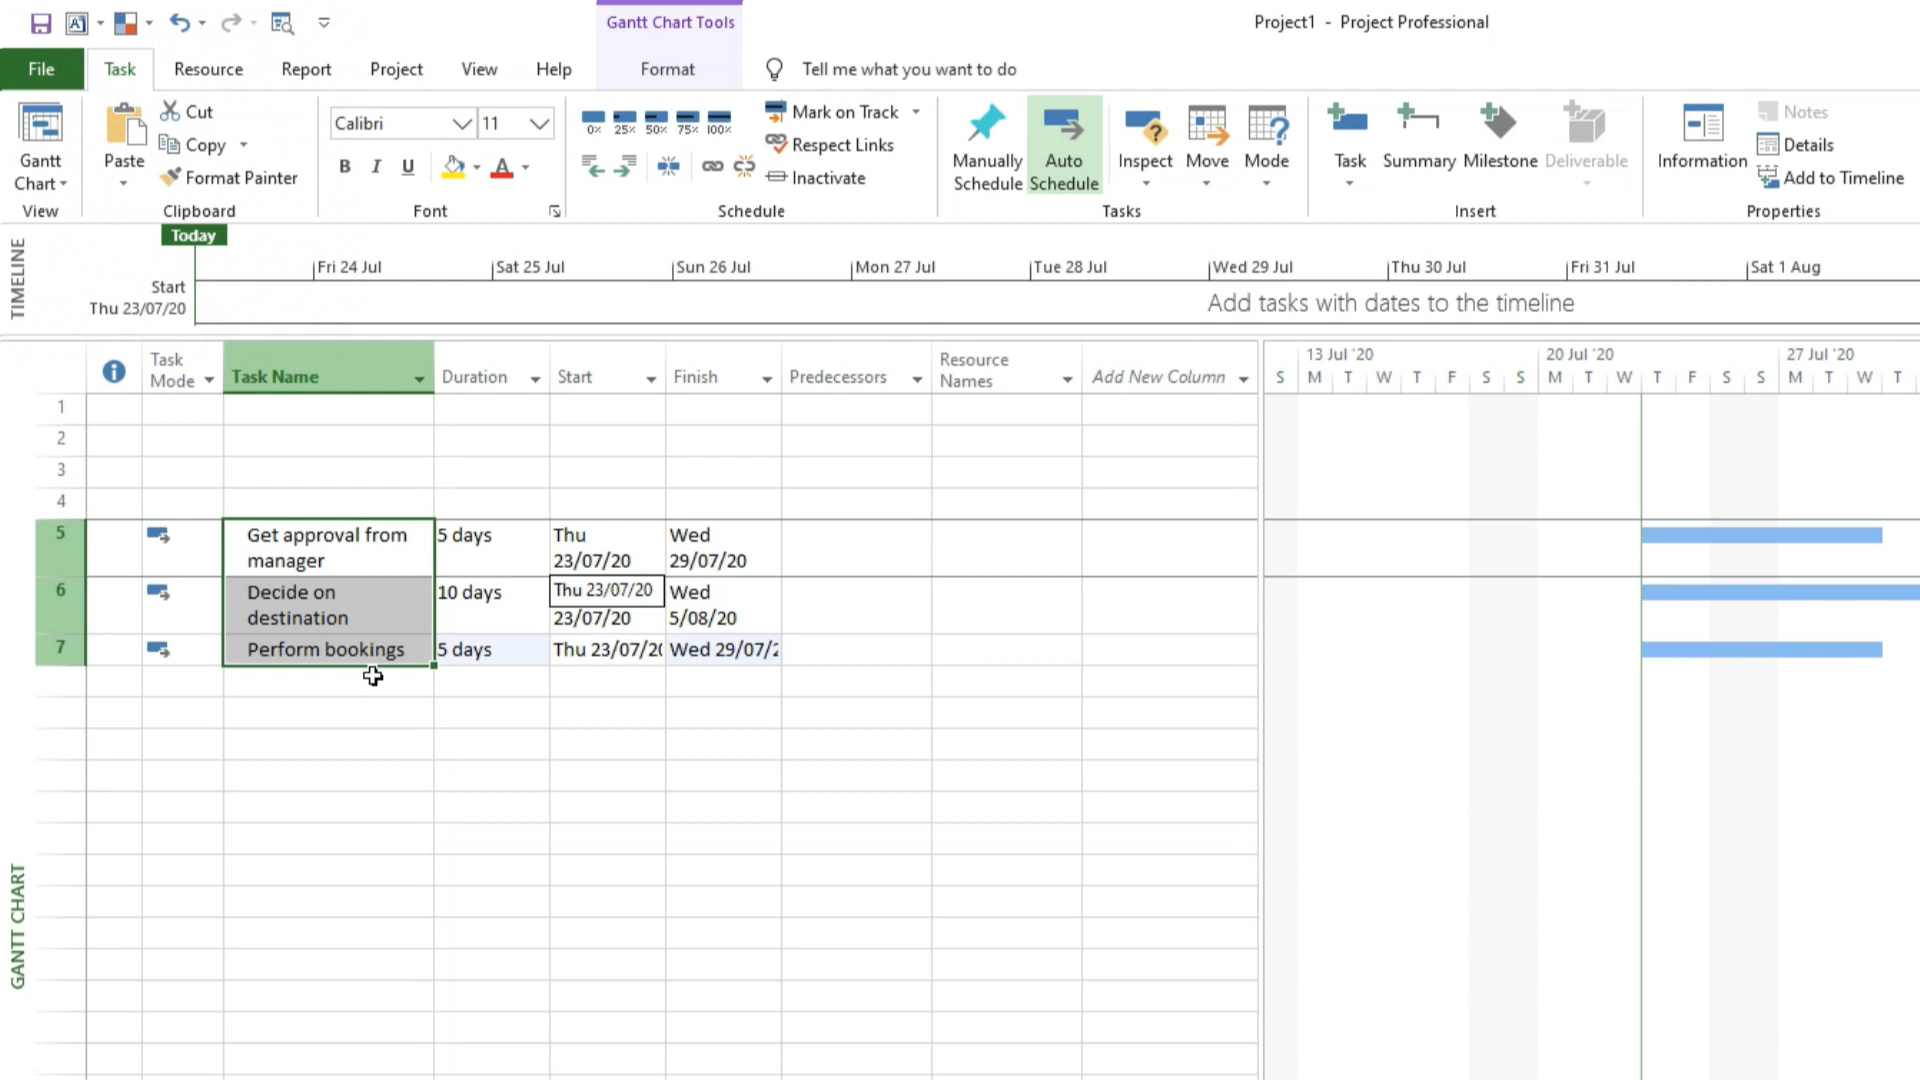 Gantt Chart Tools
Project1 - Project Professional
File Task Resource Report Project View Help Format Tell me what you want to do
Gantt Chart
View
Paste
Cut
Copy
Format Painter
Clipboard
Calibri 11
B I U A
Font
0% 25% 50% 75% 100%
Mark on Track
Respect Links
Inactivate
Schedule
Manually Schedule
Auto Schedule
Inspect
Move
Mode
Tasks
Task
Summary
Milestone
Deliverable
Insert
Information
Notes
Details
Add to Timeline
Properties
TIMELINE
Today
Start
Thu 23/07/20
Fri 24 Jul Sat 25 Jul Sun 26 Jul Mon 27 Jul Tue 28 Jul Wed 29 Jul Thu 30 Jul Fri 31 Jul Sat 1 Aug
Add tasks with dates to the timeline
Task Mode Task Name Duration Start Finish Predecessors Resource Names Add New Column
13 Jul '20 20 Jul '20 27 Jul '20
S M T W T F S S M T W T F S S M T W T
1
2
3
4
5 Get approval from manager 5 days Thu 23/07/20 Wed 29/07/20
6 Decide on destination 10 days Thu 23/07/20 23/07/20 Wed 5/08/20
7 Perform bookings 5 days Thu 23/07/20 Wed 29/07/2
GANTT CHART